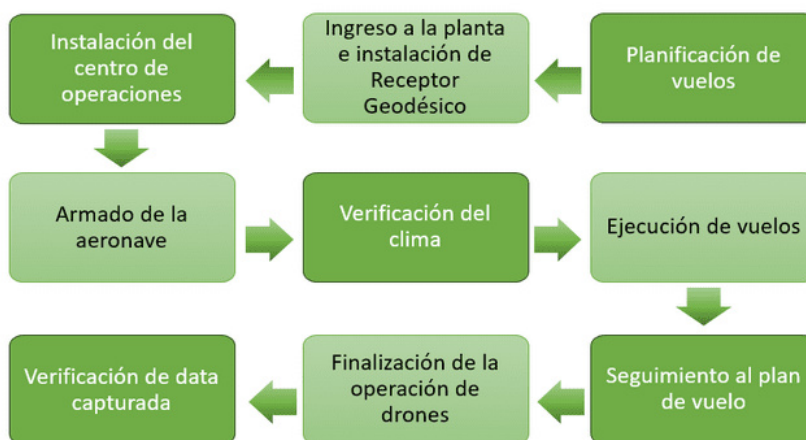 Instalación del
centro de
operaciones
Ingreso a la planta
e instalación de
Receptor
Geodésico
Planificación de
vuelos
Armado de la
aeronave
Verificación del
clima
Ejecución de vuelos
Verificación de data
capturada
Finalización de la
operación de
drones
Seguimiento al plan
de vuelo